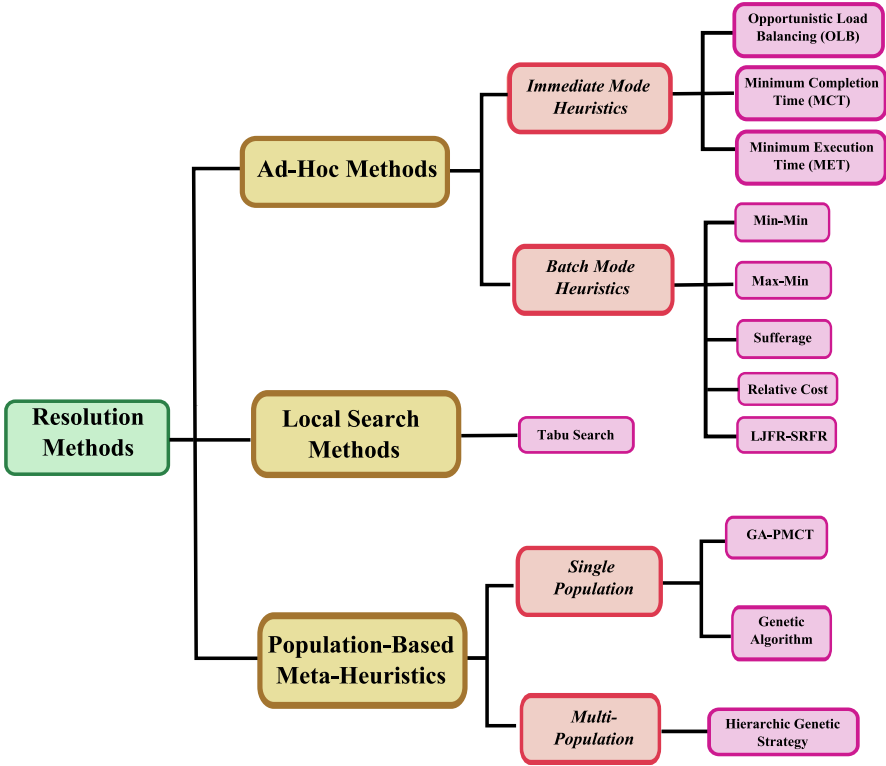 Resolution
Methods
Ad-Hoc Methods
Immediate Mode
Heuristics
Opportunistic Load
Balancing (OLB)
Minimum Completion
Time (MCT)
Minimum Execution
Time (MET)
Batch Mode
Heuristics
Min-Min
Max-Min
Sufferage
Relative Cost
LJFR-SRFR
Local Search
Methods
Tabu Search
Population-Based
Meta-Heuristics
Single
Population
GA-PMCT
Genetic
Algorithm
Multi-
Population
Hierarchic Genetic
Strategy